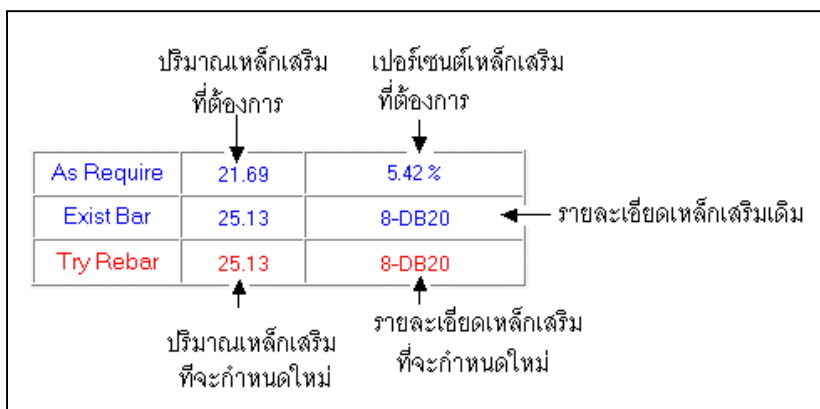 ปริมาณเหล็กเสริม เปอร์เซนต์เหล็กเสริม
ที่ต้องการ ที่ต้องการ
As Require 21.69 5.42 %
Exist Bar 25.13 8-DB20 รายละเอียดเหล็กเสริมเดิม
Try Rebar 25.13 8-DB20
ปริมาณเหล็กเสริม รายละเอียดเหล็กเสริม
ที่จะกำหนดใหม่ ที่จะกำหนดใหม่